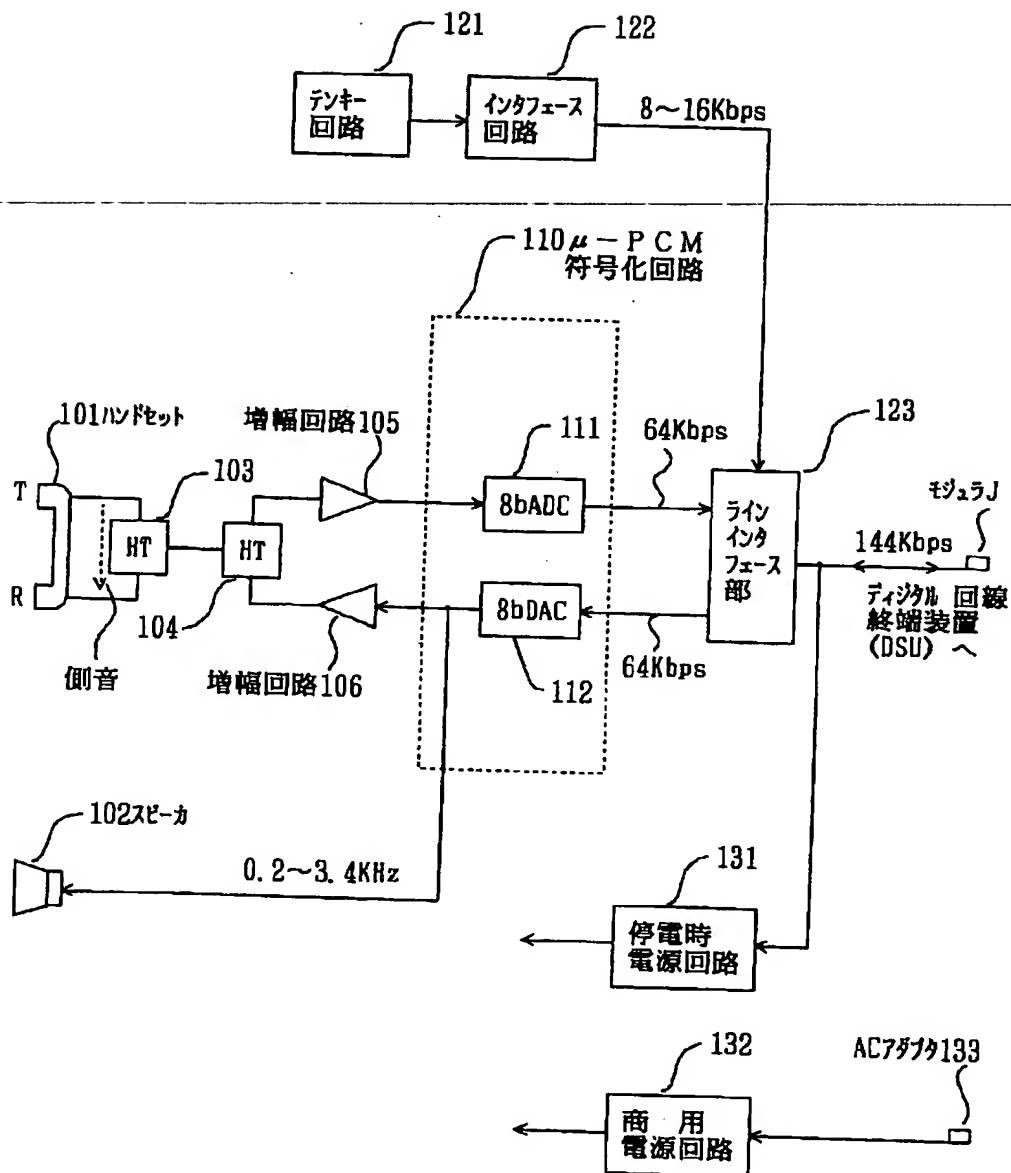 121
122
テンキー
回路
インタフェース
回路
8～16Kbps
110μ－PCM
符号化回路
101ハンドセット
増幅回路105
111
64Kbps
123
T
103
8bADC
モジュラJ
HT
HT
ライン
インタ
フェース
部
144Kbps
R
8bDAC
ディジタル 回線
終端装置
(DSU) へ
104
64Kbps
側音
増幅回路106
112
102スピーカ
0.2～3.4KHz
131
停電時
電源回路
132
ACアダプタ133
商 用
電源回路